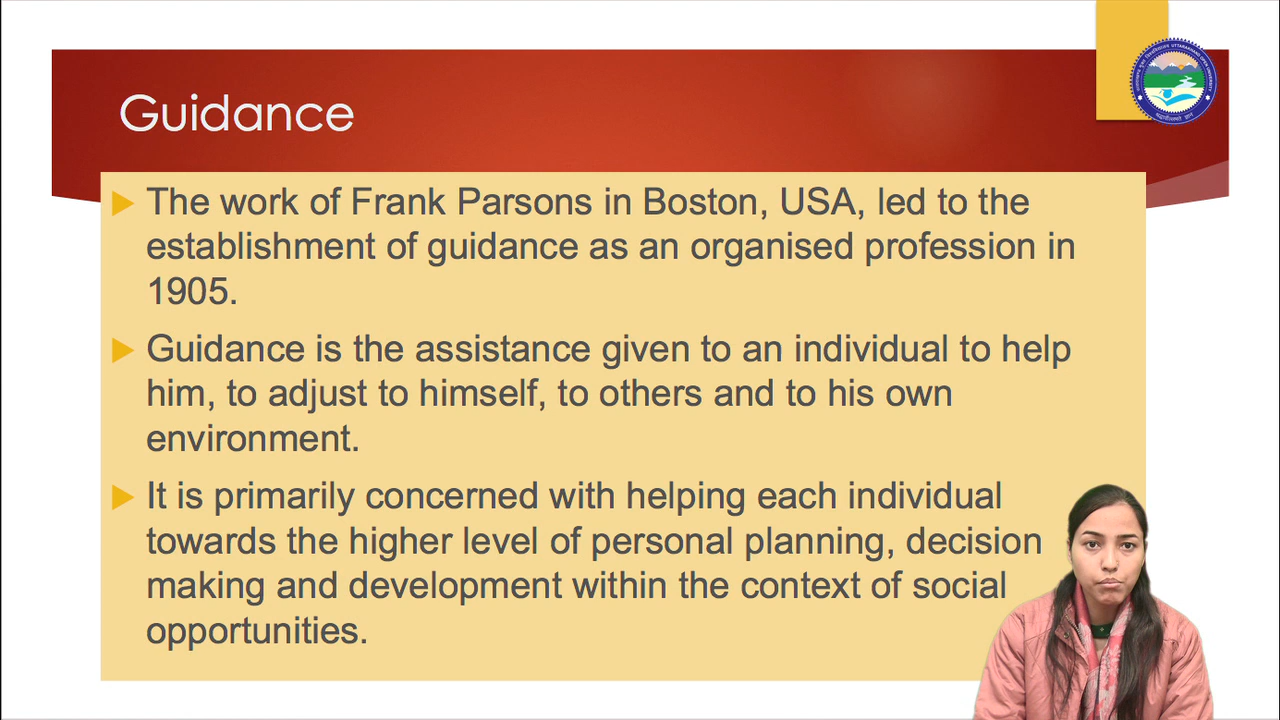 Guidance
The work of Frank Parsons in Boston, USA, led to the
establishment of guidance as an organised profession in
1905.
Guidance is the assistance given to an individual to help
him, to adjust to himself, to others and to his own
environment.
It is primarily concerned with helping each individual
towards the higher level of personal planning, decision
making and development within the context of social
opportunities.
UTTARAKHAND OPEN UNIVERSITY